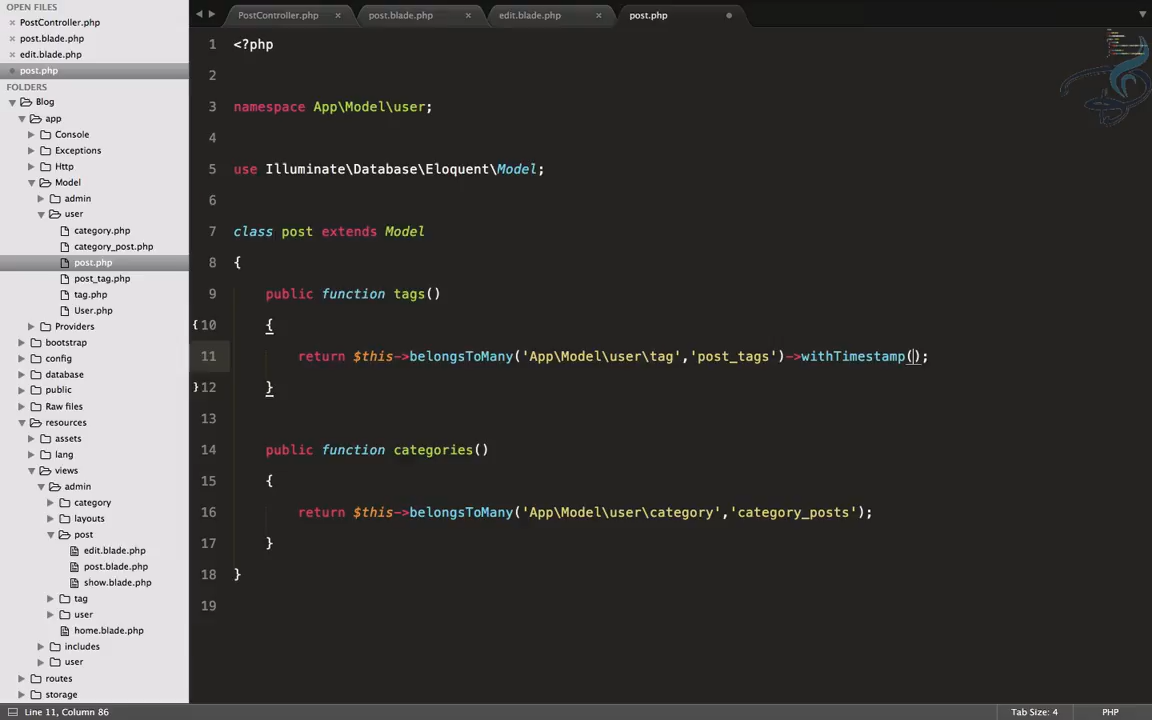 OPEN FILES
PostController.php
post.blade.php
edit.blade.php
post.php
FOLDERS
Blog
app
Console
Exceptions
Http
Model
admin
user
category.php
category_post.php
post.php
post_tag.php
tag.php
User.php
Providers
bootstrap
config
database
public
Raw files
resources
assets
lang
views
admin
category
layouts
post
edit.blade.php
post.blade.php
show.blade.php
tag
user
home.blade.php
includes
user
routes
storage
PostController.php post.blade.php edit.blade.php post.php
1 <?php
2
3 namespace App\Model\user;
4
5 use Illuminate\Database\Eloquent\Model;
6
7 class post extends Model
8 {
9 public function tags()
{ 10 {
11 return $this->belongsToMany('App\Model\user\tag','post_tags')->withTimestamp();
} 12 }
13
14 public function categories()
15 {
16 return $this->belongsToMany('App\Model\user\category','category_posts');
17 }
18 }
19
Line 11, Column 86 Tab Size: 4 PHP